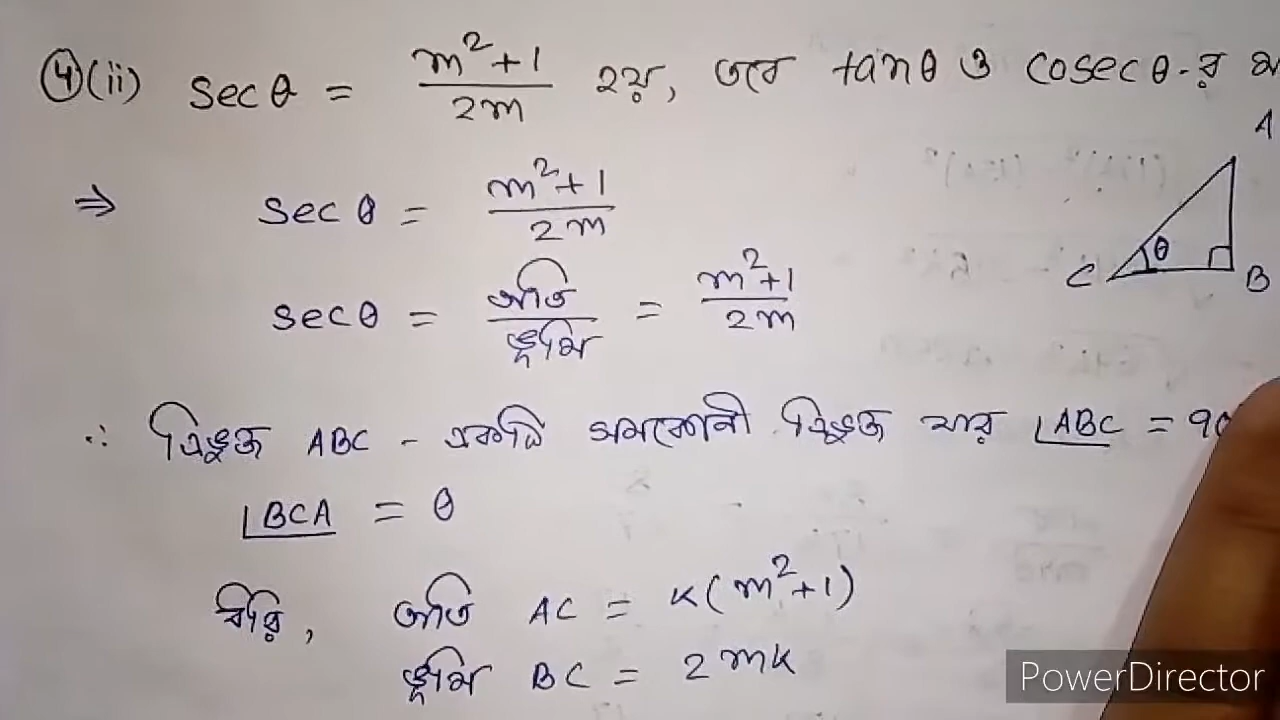 ④(ii) secθ = (m²+1)/(2m) হয়, তবে tanθ ও cosecθ-র
A
⇒ secθ = (m²+1)/(2m)
θ
C B
secθ = অতি/ভূমি = (m²+1)/(2m)
∴ ত্রিভুজ ABC - একটি সমকোনী ত্রিভুজ যার ∠ABC = 90
∠BCA = θ
ধরি, অতি AC = K(m²+1)
ভূমি BC = 2mK
PowerDirector